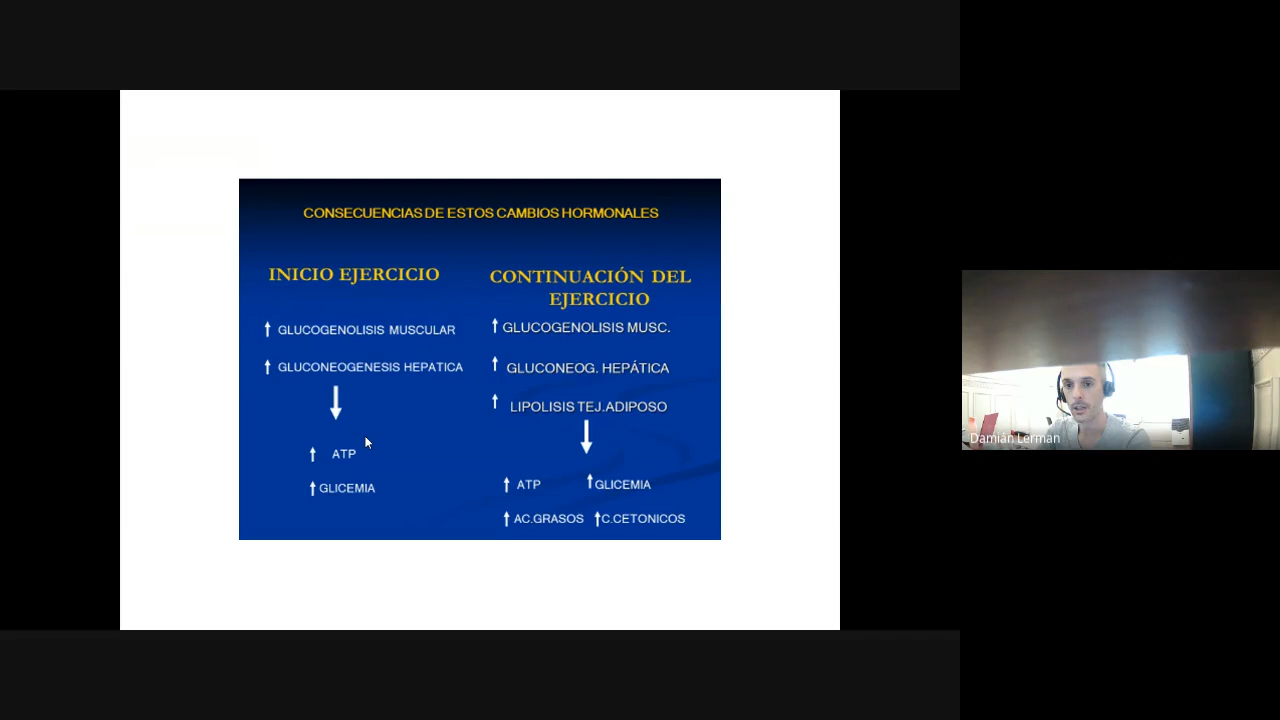 CONSECUENCIAS DE ESTOS CAMBIOS HORMONALES
INICIO EJERCICIO
GLUCOGENOLISIS MUSCULAR
GLUCONEOGENESIS HEPATICA
ATP
GLICEMIA
CONTINUACIÓN DEL
EJERCICIO
GLUCOGENOLISIS MUSC.
GLUCONEOG. HEPÁTICA
LIPOLISIS TEJ.ADIPOSO
ATP GLICEMIA
AC.GRASOS C.CETONICOS
Damián Lerman